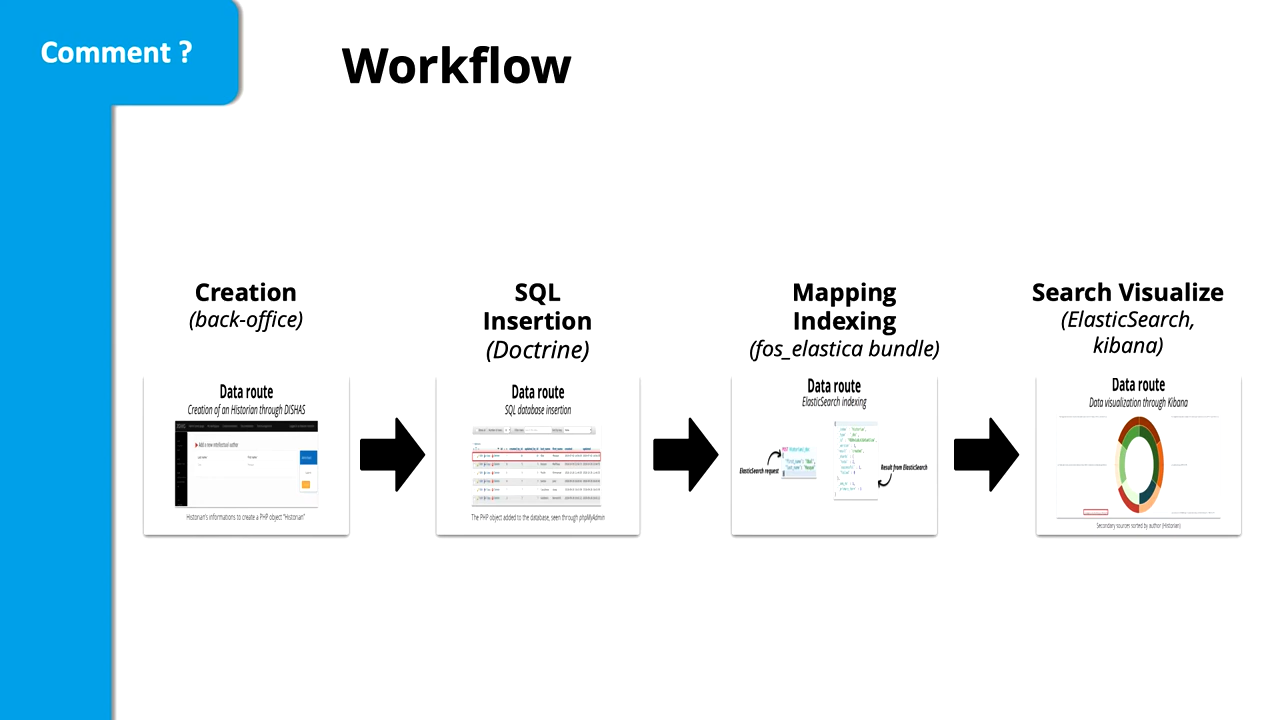 Comment ?
Workflow
Creation
(back-office)
SQL
Insertion
(Doctrine)
Mapping
Indexing
(fos_elastica bundle)
Search Visualize
(ElasticSearch,
kibana)
Data route
Creation of an Historian through DISHAS
Add a new intellectual author
Historian's informations to create a PHP object "Historian"
Data route
SQL database insertion
The PHP object added to the database, seen through phpMyAdmin
Data route
ElasticSearch indexing
ElasticSearch request
Result from ElasticSearch
Data route
Data visualization through Kibana
Secondary sources sorted by author (Historian)